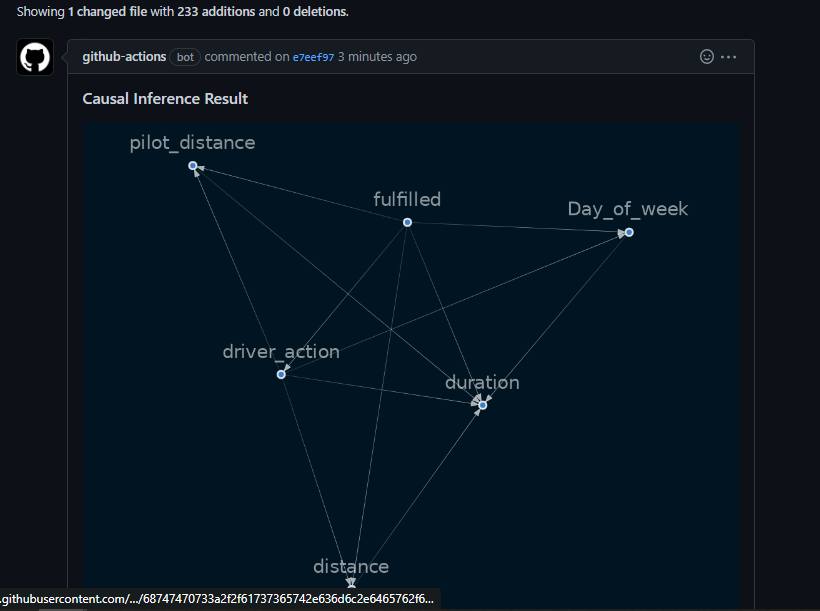 Showing 1 changed file with 233 additions and 0 deletions.
github-actions bot commented on e7eef97 3 minutes ago
Causal Inference Result
pilot_distance
fulfilled
Day_of_week
driver_action
duration
distance
.githubusercontent.com/.../68747470733a2f2f61737365742e636d6c2e6465762f6...